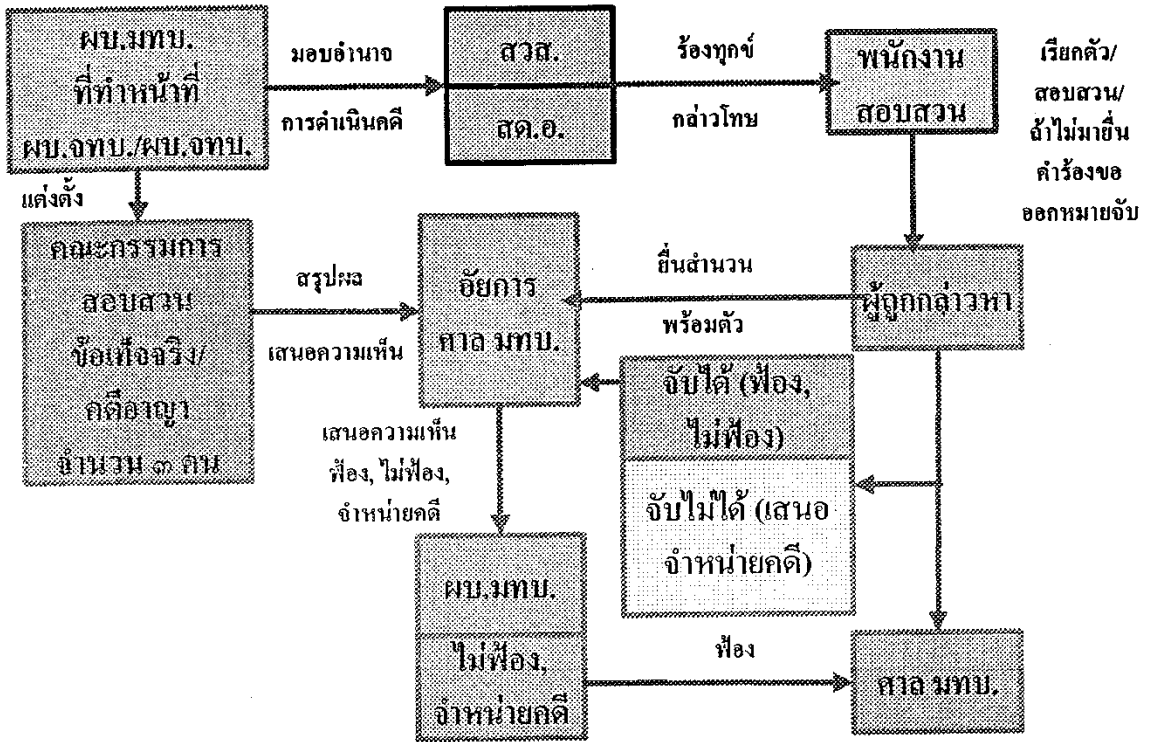 ผบ.มทบ.
ที่ทำหน้าที่
ผบ.จทบ./ผบ.จทบ.
มอบอำนาจ
การดำเนินคดี
สวส.
สด.อ.
ร้องทุกข์
กล่าวโทษ
พนักงาน
สอบสวน
เรียกตัว/
สอบสวน/
ถ้าไม่มายื่น
คำร้องขอ
ออกหมายจับ
แต่งตั้ง
คณะกรรมการ
สอบสวน
ข้อเท็จจริง/
คดีอาญา
จำนวน ๓ คน
สรุปผล
เสนอความเห็น
อัยการ
ศาล มทบ.
ยื่นสำนวน
พร้อมตัว
ผู้ถูกกล่าวหา
จับได้ (ฟ้อง,
ไม่ฟ้อง)
จับไม่ได้ (เสนอ
จำหน่ายคดี)
เสนอความเห็น
ฟ้อง, ไม่ฟ้อง,
จำหน่ายคดี
ผบ.มทบ.
ไม่ฟ้อง,
จำหน่ายคดี
ฟ้อง
ศาล มทบ.